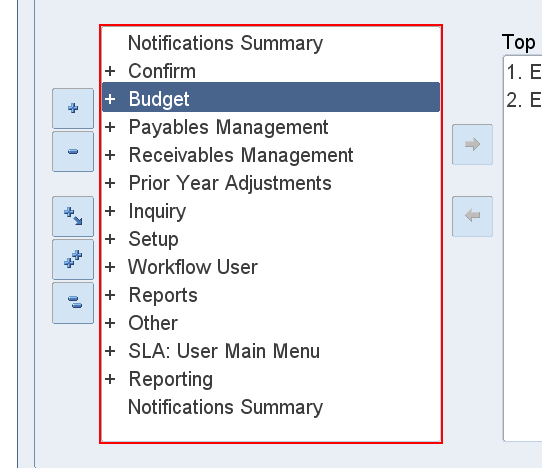 Notifications Summary
+ Confirm
+ Budget
+ Payables Management
+ Receivables Management
+ Prior Year Adjustments
+ Inquiry
+ Setup
+ Workflow User
+ Reports
+ Other
+ SLA: User Main Menu
+ Reporting
Notifications Summary
Top
1. E
2. E